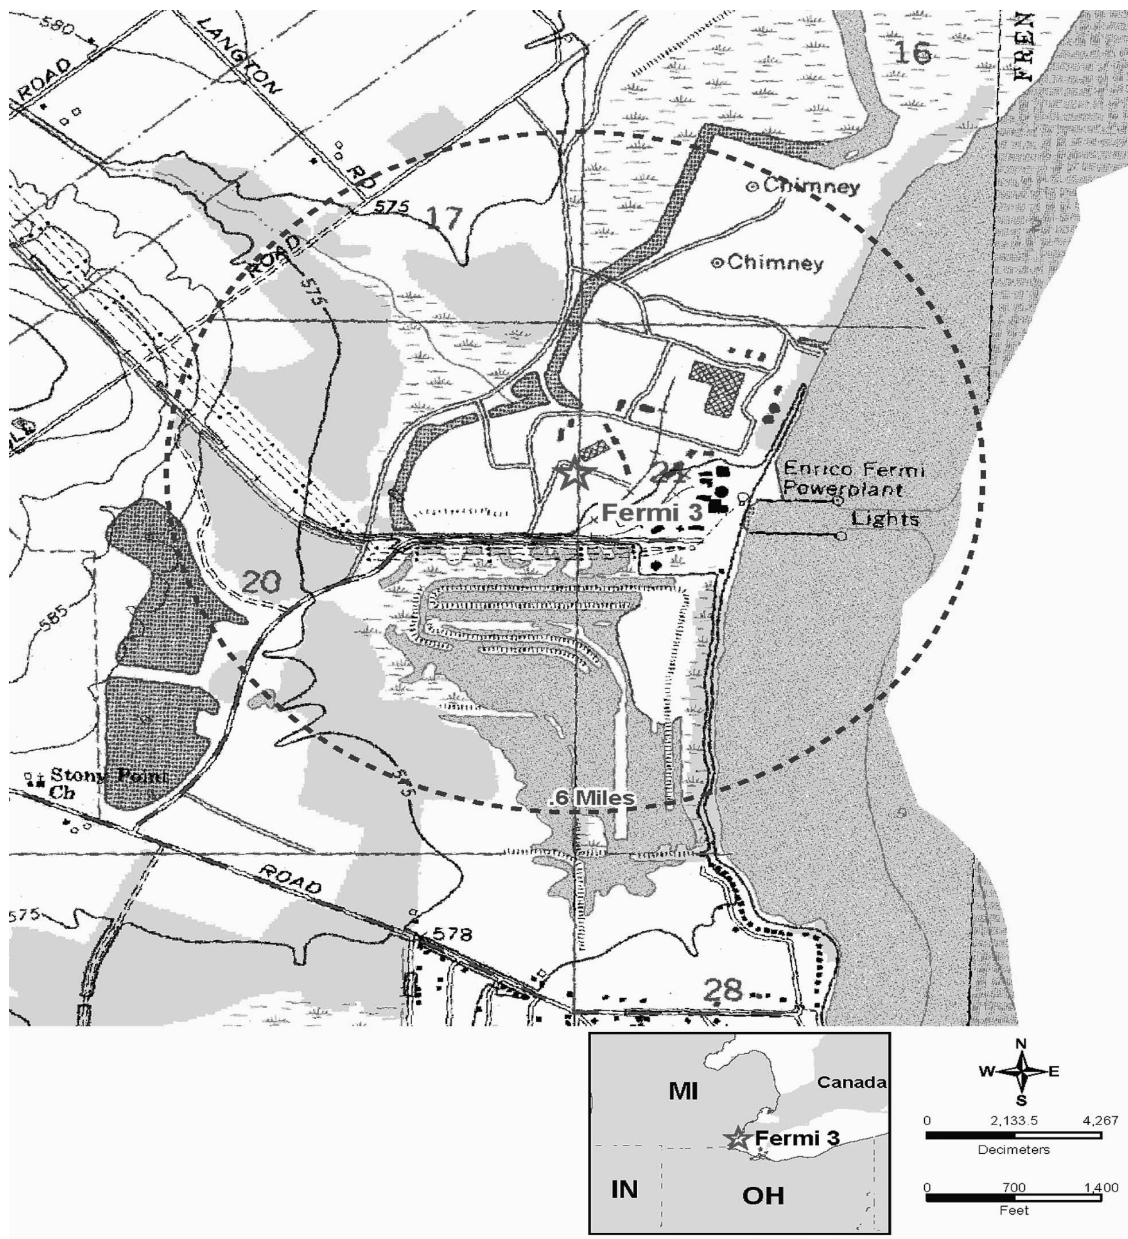 580
LANGTON
RD
ROAD
16
FREN
575
17
ROAD
575
Chimney
Chimney
21
Fermi 3
Enrico Fermi
Powerplant
Lights
20
585
Stony Point
Ch
575
.6 Miles
ROAD
575
578
28
MI
Canada
Fermi 3
IN
OH
N
W
E
S
0 2,133.5 4,267
Decimeters
0 700 1,400
Feet